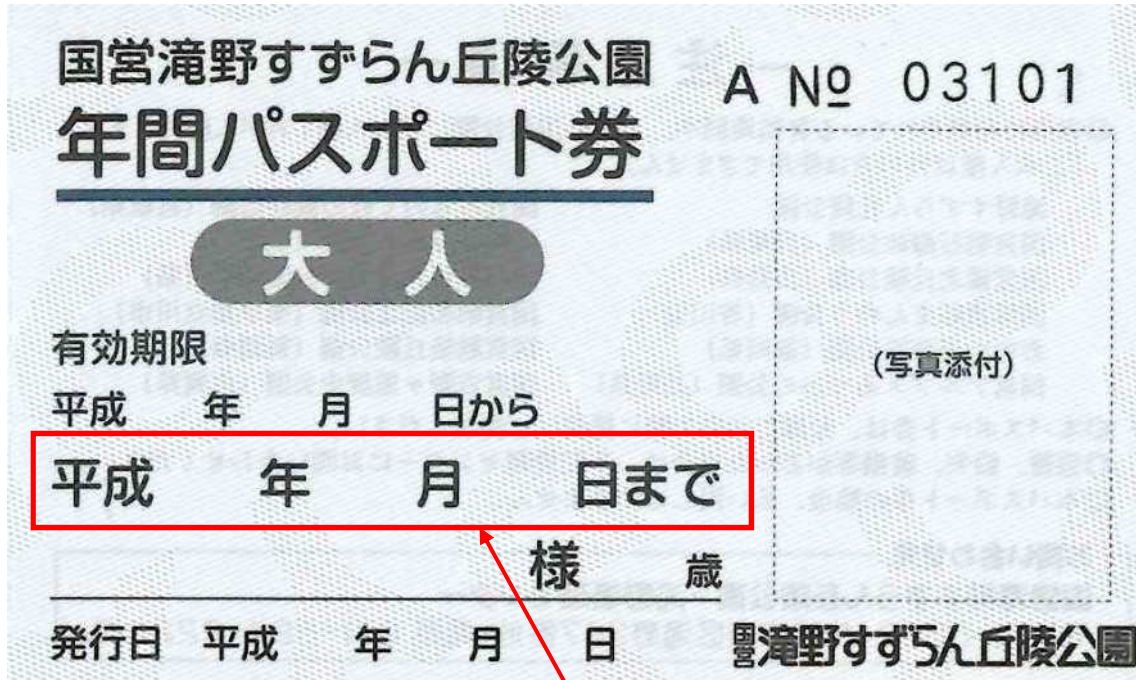 国営滝野すずらん丘陵公園
年間パスポート券
A № 03101
大人
有効期限
平成 年 月 日から
平成 年 月 日まで
(写真添付)
様 歳
発行日 平成 年 月 日
国営滝野すずらん丘陵公園